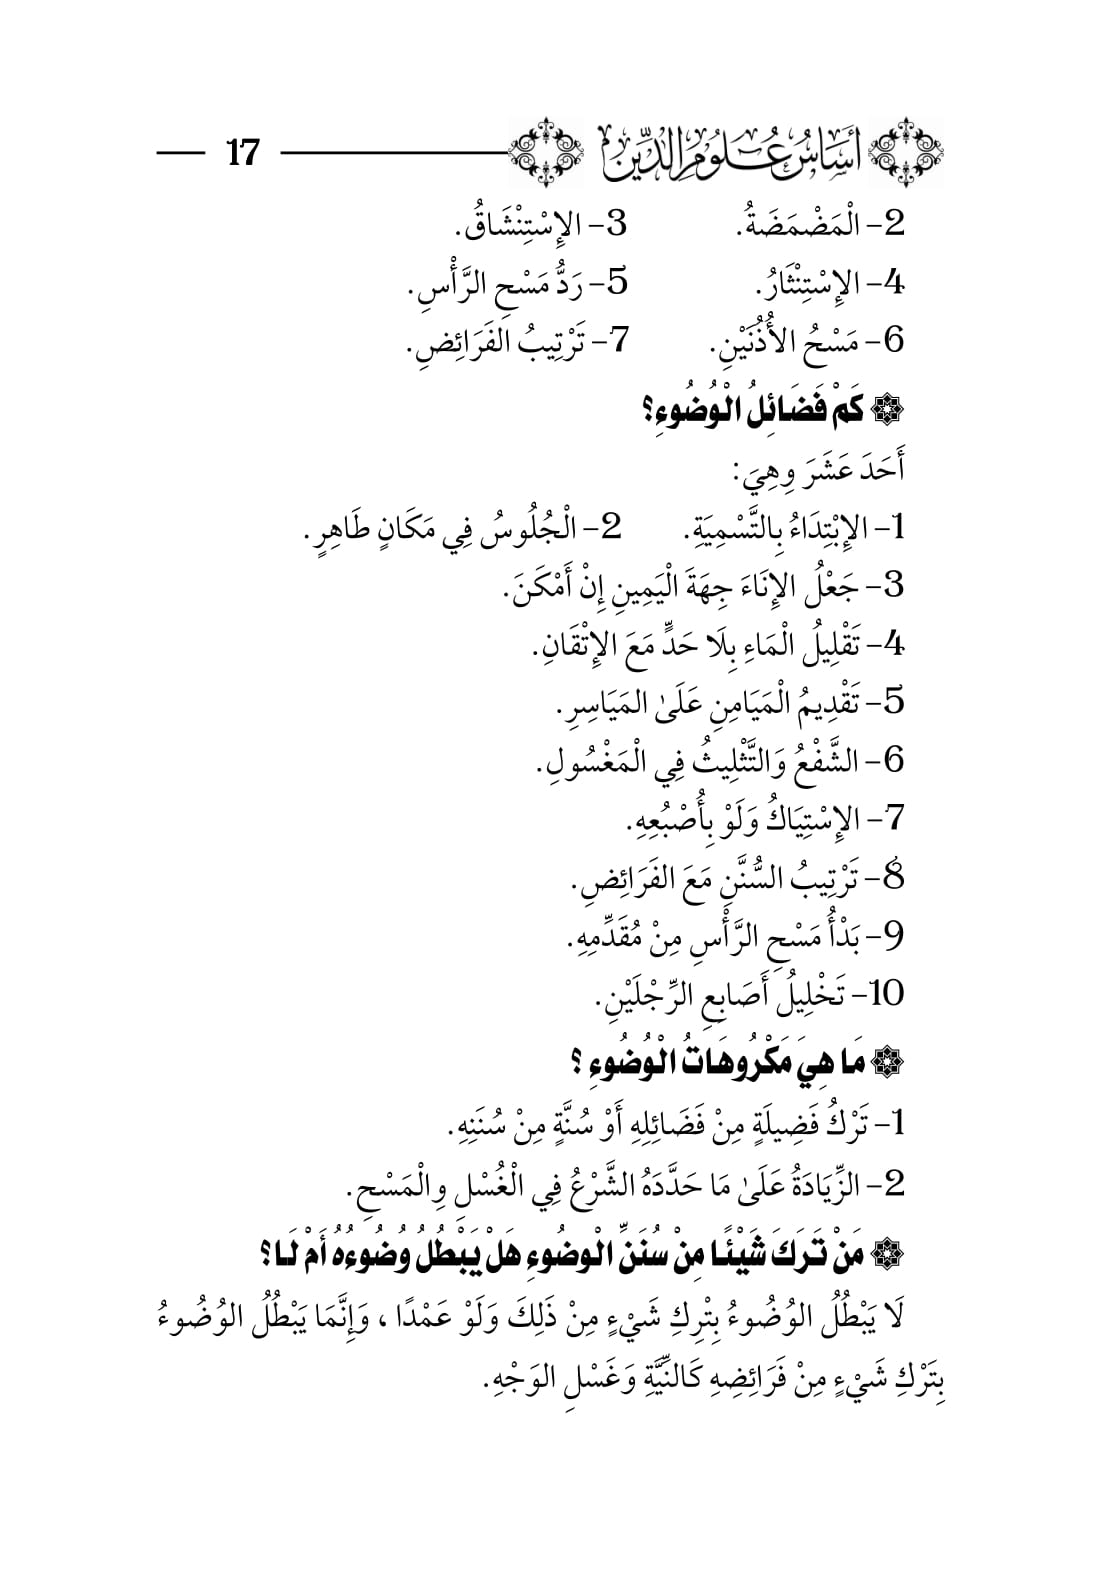 أَسَاسُ عُلُومِ الدِّينِ 17
2- الْمَضْمَضَةُ. 3- الإِسْتِنْشَاقُ.
4- الإِسْتِنْثَارُ. 5- رَدُّ مَسْحِ الرَّأْسِ.
6- مَسْحُ الأُذُنَيْنِ. 7- تَرْتِيبُ الفَرَائِضِ.
كَمْ فَضَائِلُ الْوُضُوءِ؟
أَحَدَ عَشَرَ وِهِيَ:
1- الإِبْتِدَاءُ بِالتَّسْمِيَةِ. 2- الْجُلُوسُ فِي مَكَانٍ طَاهِرٍ.
3- جَعْلُ الإِنَاءَ جِهَةَ الْيَمِينِ إِنْ أَمْكَنَ.
4- تَقْلِيلُ الْمَاءِ بِلَا حَدٍّ مَعَ الإِتْقَانِ.
5- تَقْدِيمُ الْمَيَامِنِ عَلَىٰ المَيَاسِرِ.
6- الشَّفْعُ وَالتَّثْلِيثُ فِي الْمَغْسُولِ.
7- الإِسْتِيَاكُ وَلَوْ بِأُصْبُعِهِ.
8- تَرْتِيبُ السُّنَّنِ مَعَ الفَرَائِضِ.
9- بَدْأُ مَسْحِ الرَّأْسِ مِنْ مُقَدِّمِهِ.
10- تَخْلِيلُ أَصَابِعِ الرِّجْلَيْنِ.
مَا هِيَ مَكْرُوهَاتُ الْوُضُوءِ ؟
1- تَرْكُ فَضِيلَةٍ مِنْ فَضَائِلِهِ أَوْ سُنَّةٍ مِنْ سُنَنِهِ.
2- الزِّيَادَةُ عَلَىٰ مَا حَدَّدَهُ الشَّرْعُ فِي الْغُسْلِ وِالْمَسْحِ.
مَنْ تَرَكَ شَيْئًا مِنْ سُنَنِّ الْوضُوءِ هَلْ يَبْطُلُ وُضُوءُهُ أَمْ لَا؟
لَا يَبْطُلُ الوُضُوءُ بِتْرِكِ شَيْءٍ مِنْ ذَلِكَ وَلَوْ عَمْدًا ، وَإِنَّمَا يَبْطُلُ الوُضُوءُ
بِتَرْكِ شَيْءٍ مِنْ فَرَائِضِهِ كَالنِّيَّةِ وَغَسْلِ الوَجْهِ.